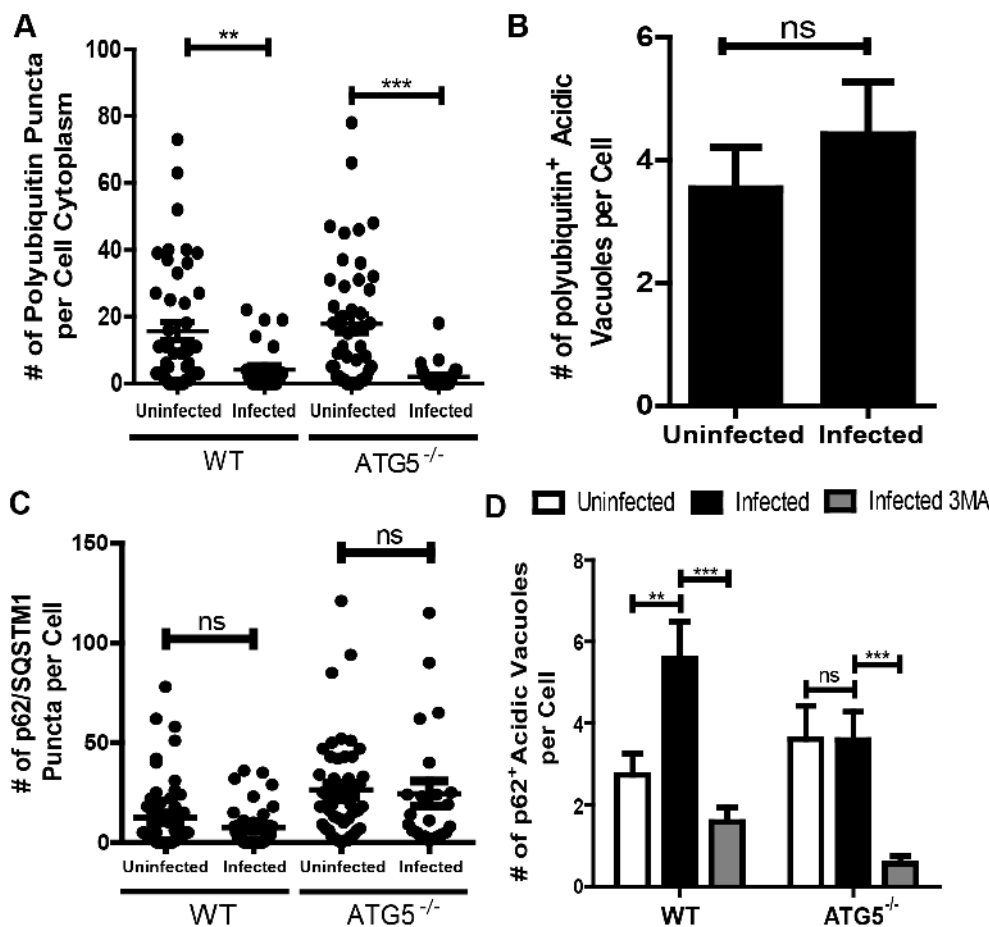 A
# of Polyubiquitin Puncta
per Cell Cytoplasm
100
80
60
40
20
0
**
***
Uninfected Infected Uninfected Infected
WT ATG5-/-
B
# of polyubiquitin+ Acidic
Vacuoles per Cell
6
4
2
0
ns
Uninfected Infected
C
# of p62/SQSTM1
Puncta per Cell
150
100
50
0
ns
ns
Uninfected Infected Uninfected Infected
WT ATG5-/-
D
Uninfected Infected Infected 3MA
# of p62+ Acidic Vacuoles
per Cell
8
6
4
2
0
** ***
ns ***
WT ATG5-/-